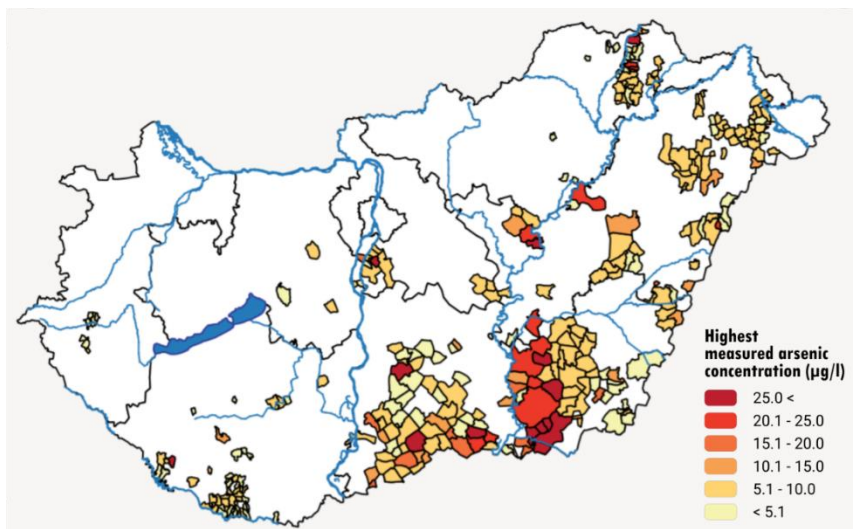 Highest
measured arsenic
concentration (µg/l)
25.0 <
20.1 - 25.0
15.1 - 20.0
10.1 - 15.0
5.1 - 10.0
< 5.1